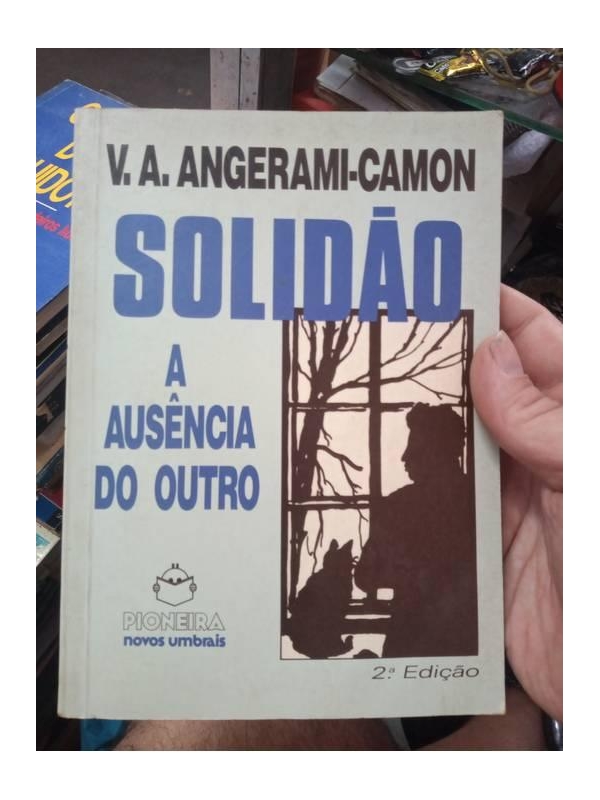 V. A. ANGERAMI-CAMON
SOLIDÃO
A
AUSÊNCIA
DO OUTRO
PIONEIRA
novos umbrais
2ª Edição